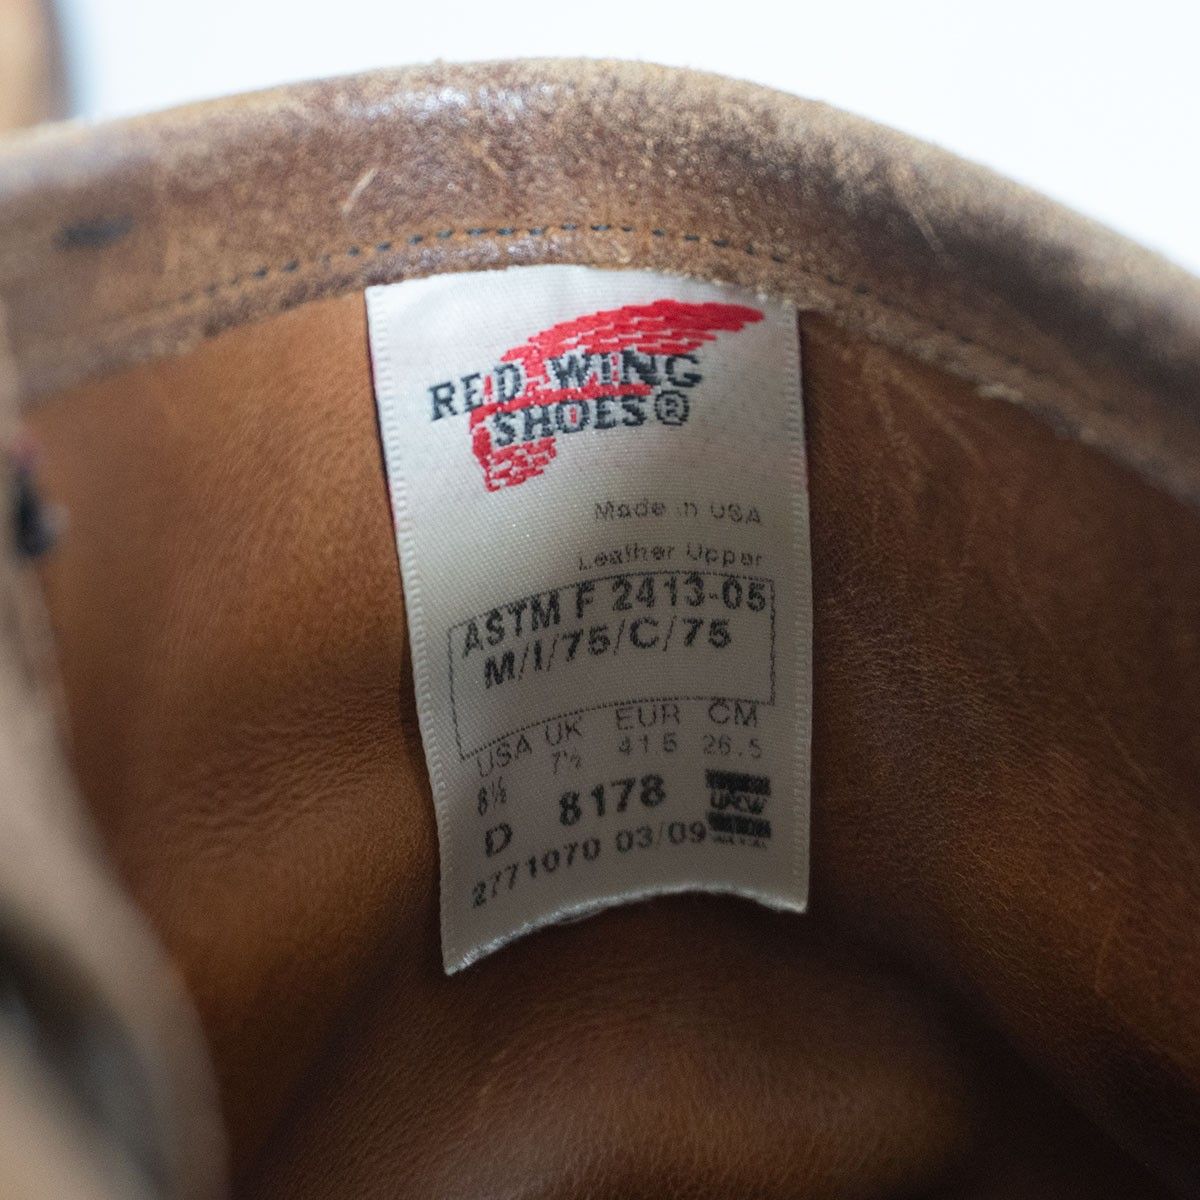 RED WING
SHOES®
Made in USA
Leather Upper
ASTM F 2413-05
M/I/75/C/75
USA UK EUR CM
8½ 7½ 41.5 26.5
D 8178
UFCW
2771070 03/09